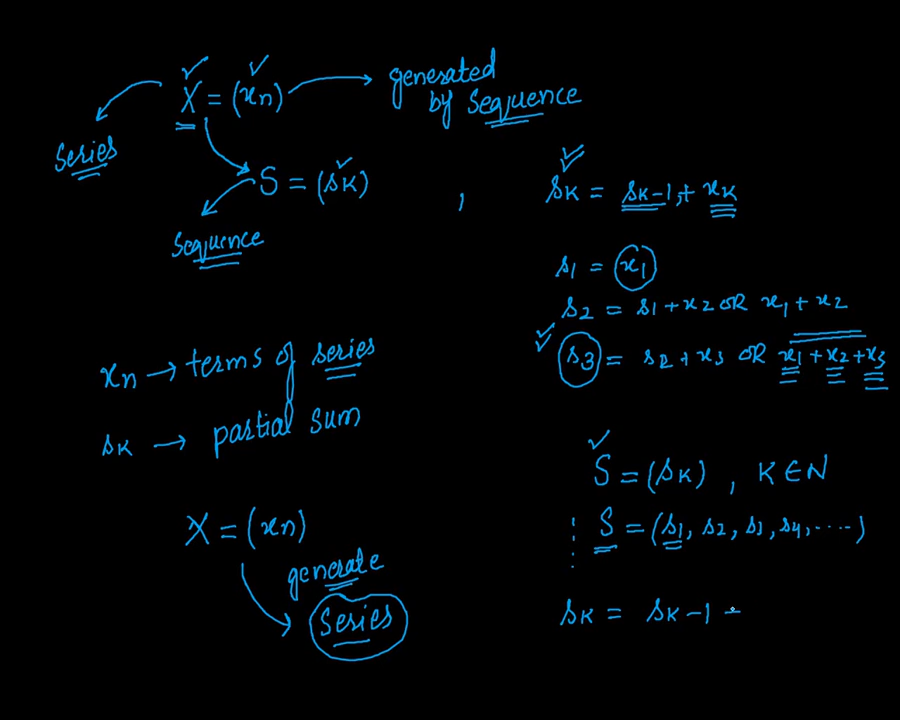 X = (xn)
generated
by sequence
series
S = (sK)
,
sK = sK-1 + xK
sequence
s1 = x1
s2 = s1 + x2 OR x1 + x2
s3 = s2 + x3 OR x1 + x2 + x3
xn → terms of series
sK → partial sum
S = (sK) , K ∈ N
X = (xn)
S = (s1, s2, s3, s4, .....)
generate
series
sK = sK-1 -